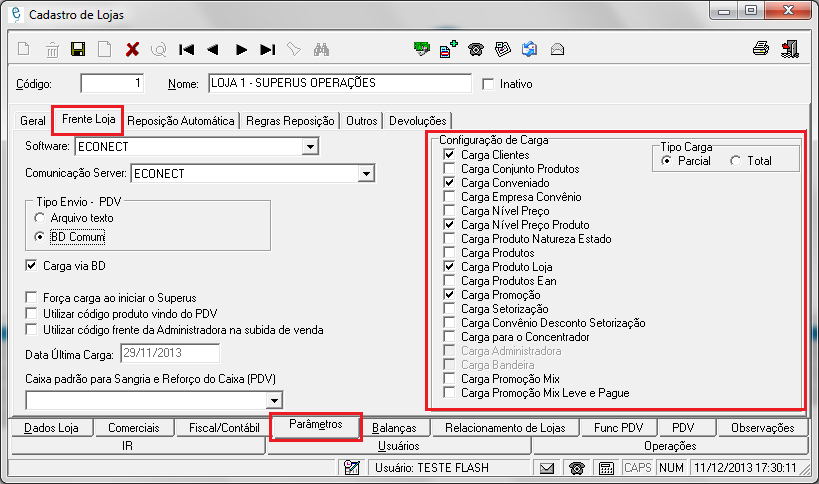 Cadastro de Lojas
Código: 1 Nome: LOJA 1 - SUPERUS OPERAÇÕES Inativo
Geral Frente Loja Reposição Automática Regras Reposição Outros Devoluções
Software: ECONECT
Comunicação Server: ECONECT
Tipo Envio - PDV
Arquivo texto
BD Comum
Carga via BD
Força carga ao iniciar o Superus
Utilizar código produto vindo do PDV
Utilizar código frente da Administradora na subida de venda
Data Última Carga: 29/11/2013
Caixa padrão para Sangria e Reforço do Caixa (PDV)
Configuração de Carga
Carga Clientes
Carga Conjunto Produtos
Carga Conveniado
Carga Empresa Convênio
Carga Nível Preço
Carga Nível Preço Produto
Carga Produto Natureza Estado
Carga Produtos
Carga Produto Loja
Carga Produtos Ean
Carga Promoção
Carga Setorização
Carga Convênio Desconto Setorização
Carga para o Concentrador
Carga Administradora
Carga Bandeira
Carga Promoção Mix
Carga Promoção Mix Leve e Pague
Tipo Carga
Parcial Total
Dados Loja Comerciais Fiscal/Contábil Parâmetros Balanças Relacionamento de Lojas Func PDV PDV Observações
IR Usuários Operações
Usuário: TESTE FLASH CAPS NUM 11/12/2013 17:30:11